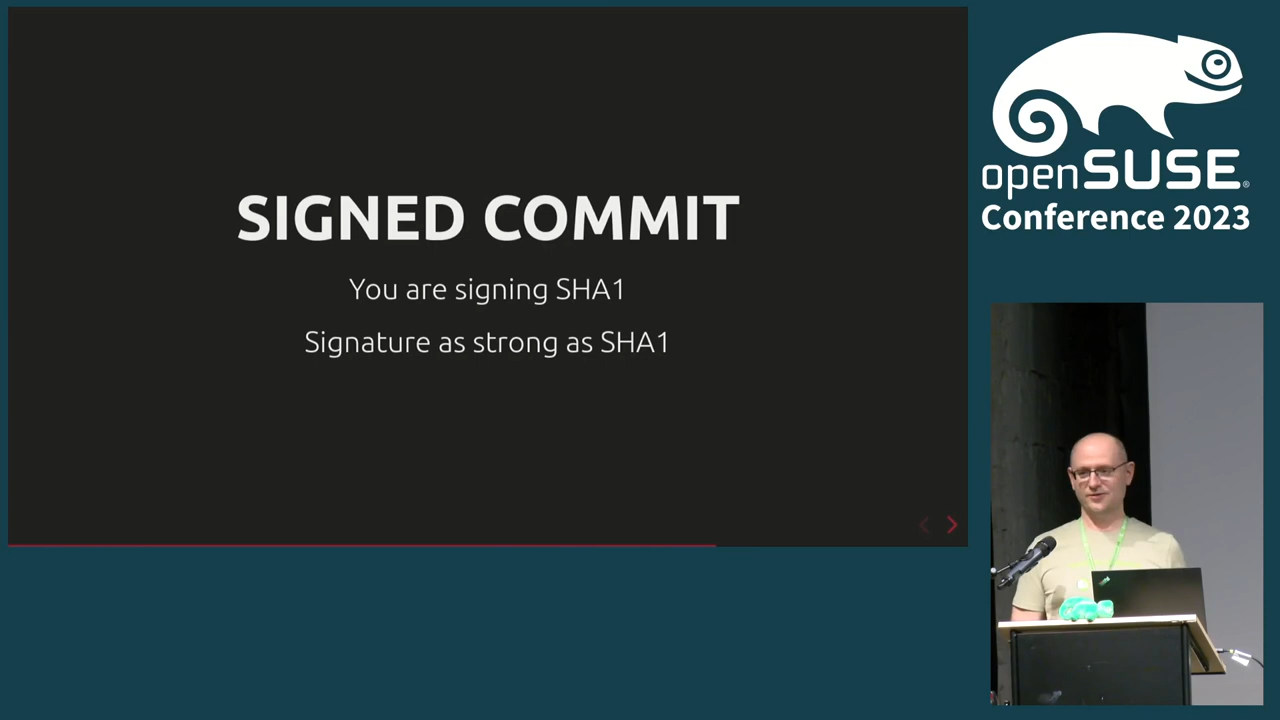 SIGNED COMMIT
You are signing SHA1
Signature as strong as SHA1
openSUSE®
Conference 2023